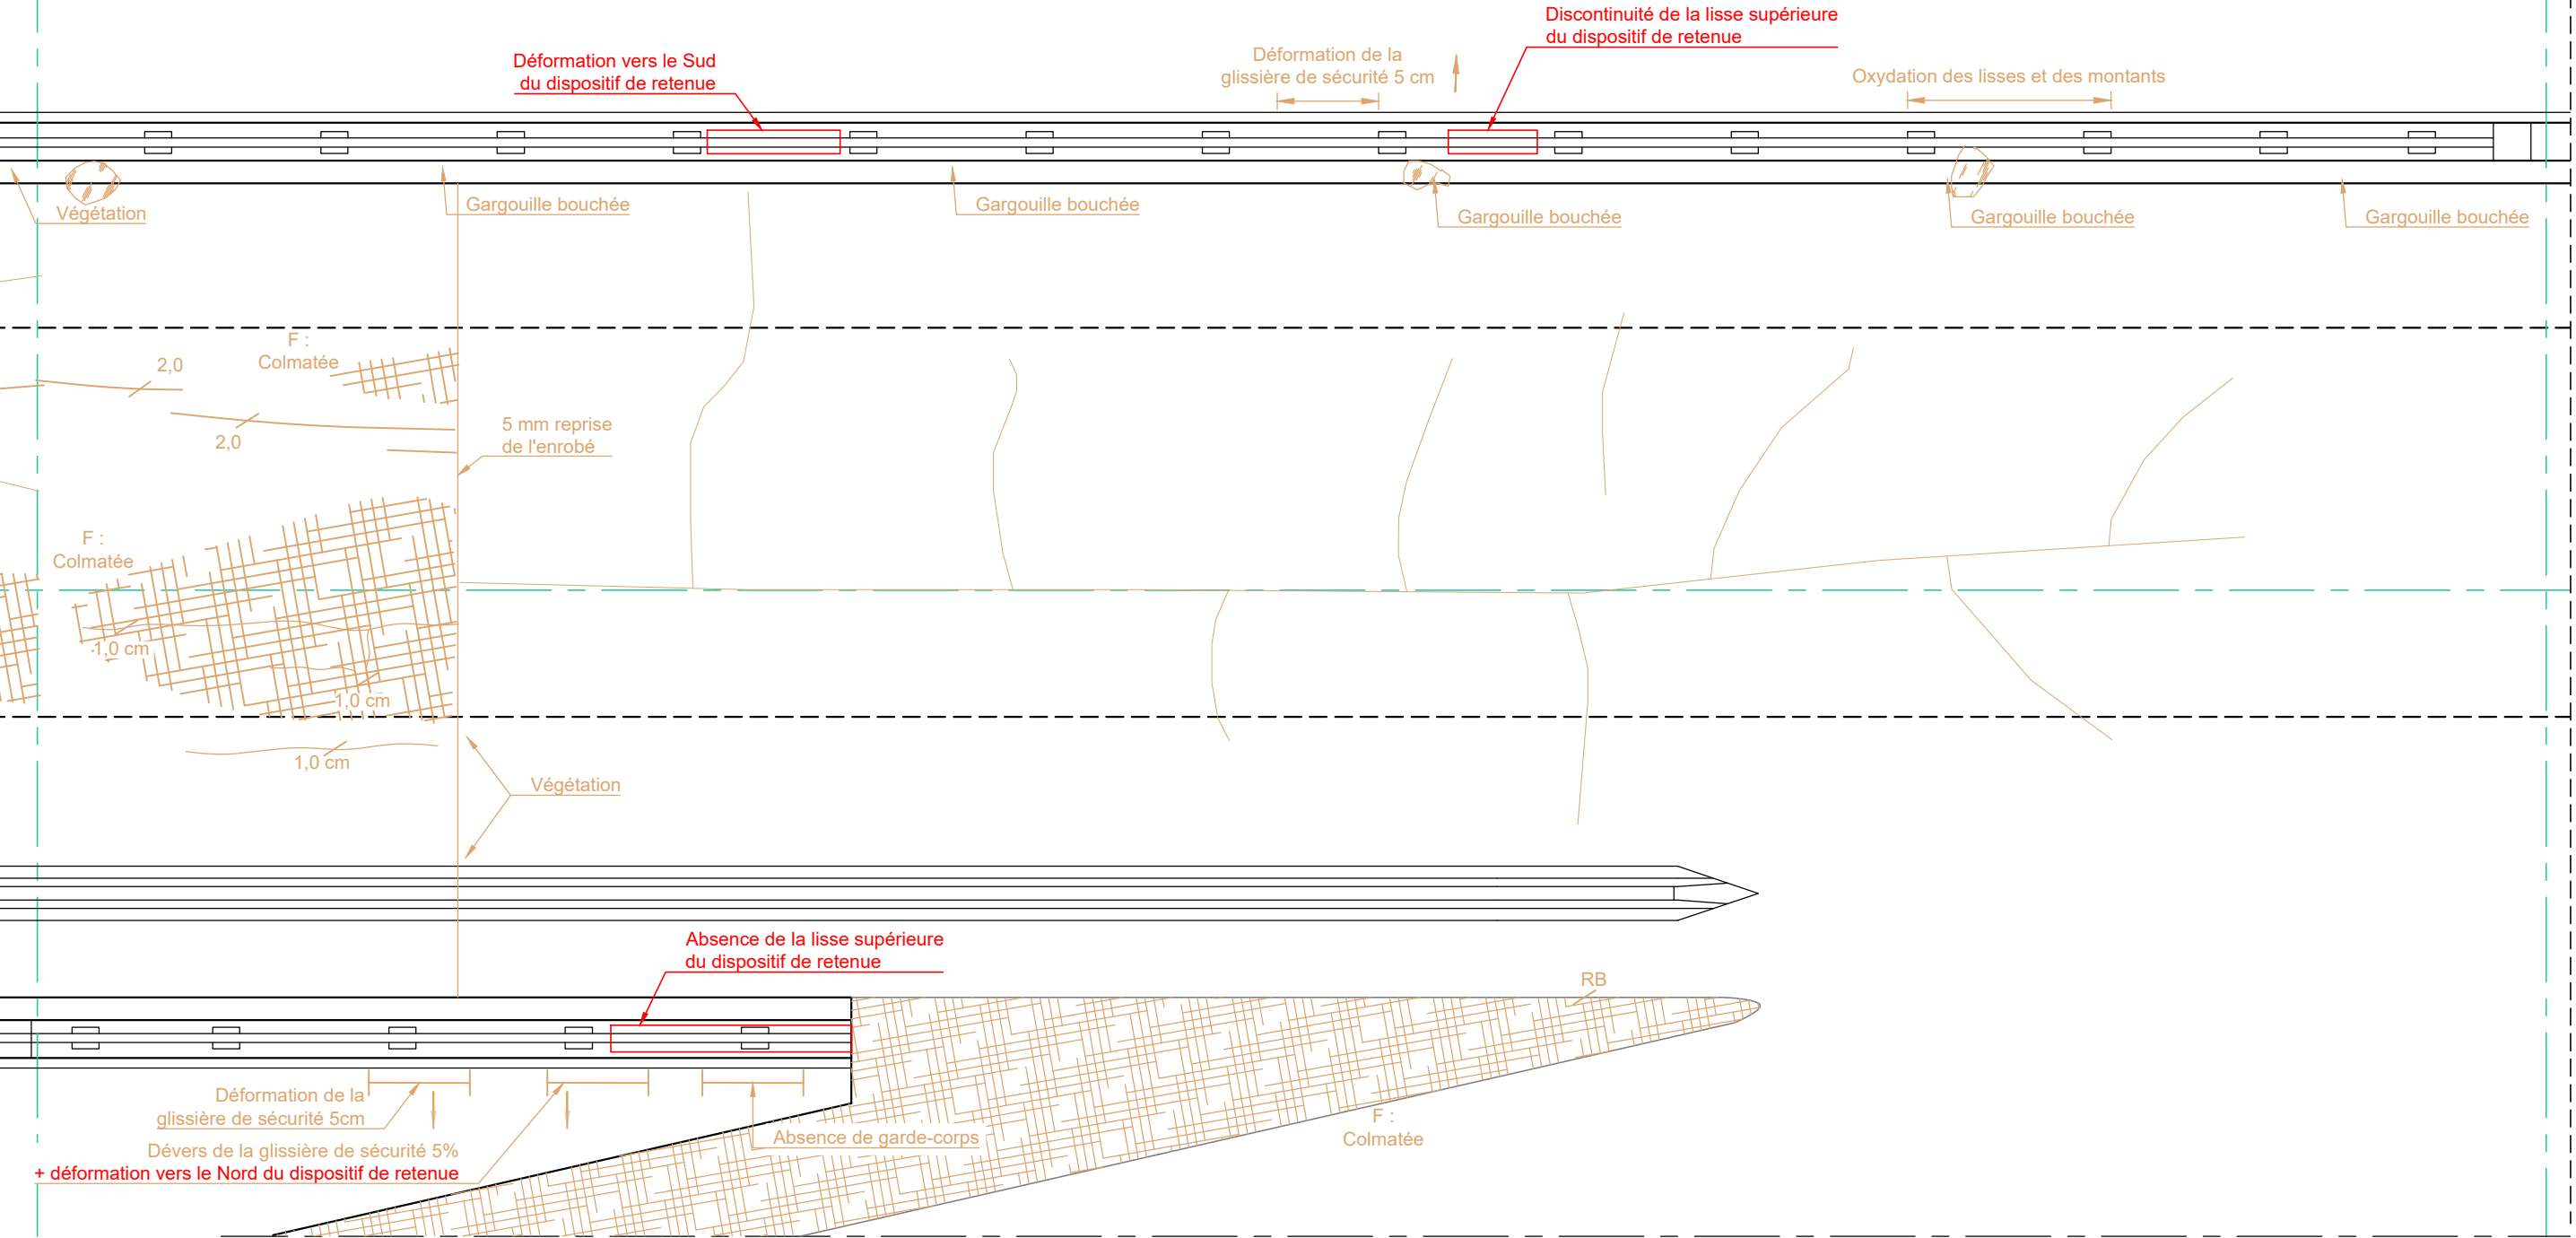 Discontinuité de la lisse supérieure
du dispositif de retenue
Déformation vers le Sud
du dispositif de retenue
Déformation de la
glissière de sécurité 5 cm
Oxydation des lisses et des montants
Végétation
Gargouille bouchée
Gargouille bouchée
Gargouille bouchée
Gargouille bouchée
Gargouille bouchée
F :
Colmatée
2,0
2,0
5 mm reprise
de l'enrobé
F :
Colmatée
1,0 cm
1,0 cm
1,0 cm
Végétation
Absence de la lisse supérieure
du dispositif de retenue
RB
Déformation de la
glissière de sécurité 5cm
F :
Colmatée
Absence de garde-corps
Dévers de la glissière de sécurité 5%
+ déformation vers le Nord du dispositif de retenue